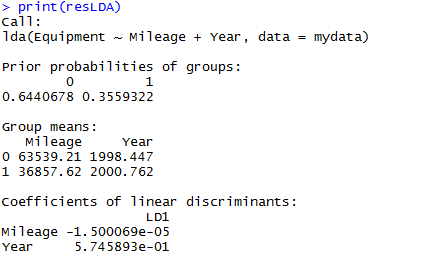 > print(resLDA)
Call:
lda(Equipment ~ Mileage + Year, data = mydata)
Prior probabilities of groups:
0 1
0.6440678 0.3559322
Group means:
Mileage Year
0 63539.21 1998.447
1 36857.62 2000.762
Coefficients of linear discriminants:
LD1
Mileage -1.500069e-05
Year 5.745893e-01